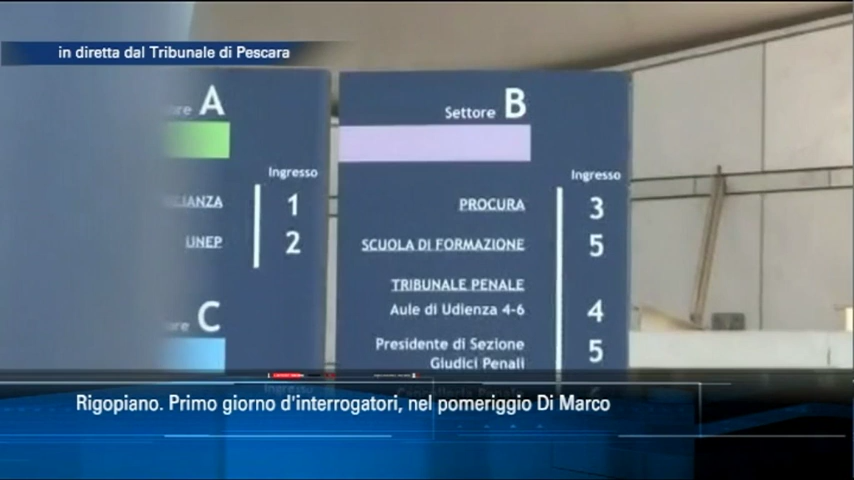 in diretta dal Tribunale di Pescara
A
Ingresso
1
UNEP 2
C
Settore B
Ingresso
PROCURA 3
SCUOLA DI FORMAZIONE 5
TRIBUNALE PENALE
Aule di Udienza 4-6 4
Presidente di Sezione 5
Giudici Penali
Rigopiano. Primo giorno d'interrogatori, nel pomeriggio Di Marco